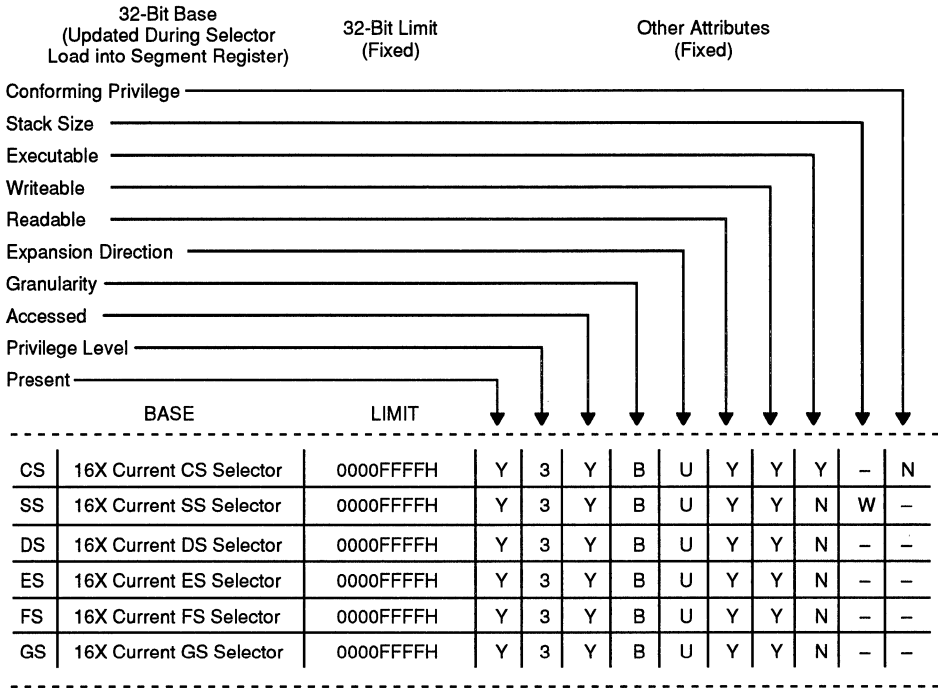 32-Bit Base
(Updated During Selector
Load into Segment Register)
32-Bit Limit
(Fixed)
Other Attributes
(Fixed)
Conforming Privilege
Stack Size
Executable
Writeable
Readable
Expansion Direction
Granularity
Accessed
Privilege Level
Present
BASE LIMIT
CS 16X Current CS Selector 0000FFFFH Y 3 Y B U Y Y Y – N
SS 16X Current SS Selector 0000FFFFH Y 3 Y B U Y Y N W –
DS 16X Current DS Selector 0000FFFFH Y 3 Y B U Y Y N – –
ES 16X Current ES Selector 0000FFFFH Y 3 Y B U Y Y N – –
FS 16X Current FS Selector 0000FFFFH Y 3 Y B U Y Y N – –
GS 16X Current GS Selector 0000FFFFH Y 3 Y B U Y Y N – –